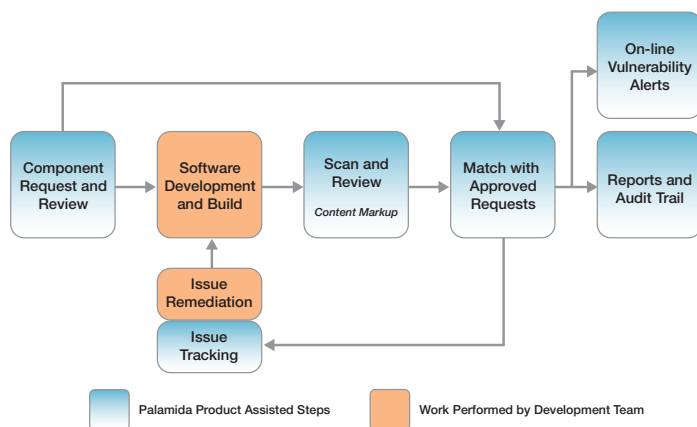 On-line
Vulnerability
Alerts
Component
Request and
Review
Software
Development
and Build
Scan and
Review
Content Markup
Match with
Approved
Requests
Reports and
Audit Trail
Issue
Remediation
Issue
Tracking
Palamida Product Assisted Steps
Work Performed by Development Team